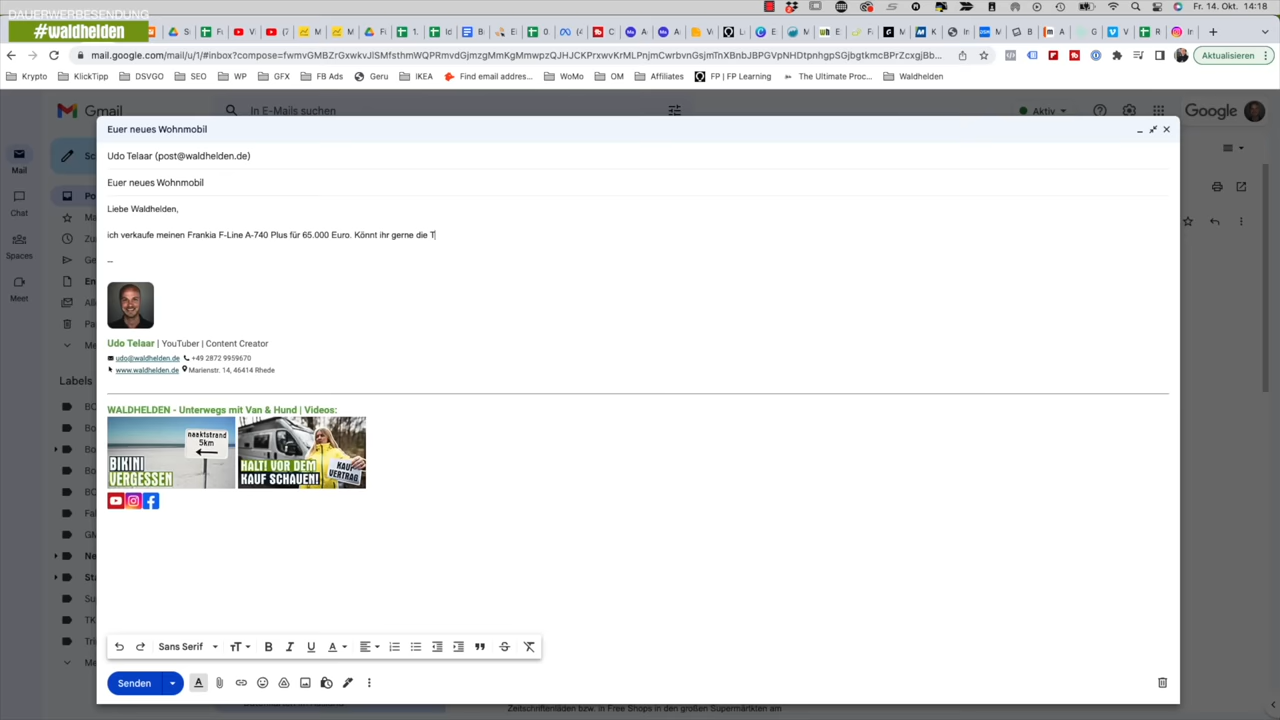 DAUERWERBESENDUNG
#waldhelden
Fr. 14. Okt. 14:18
mail.google.com/mail/u/1/#inbox?compose=
Aktualisieren
Krypto
KlickTipp
DSVGO
SEO
WP
GFX
FB Ads
Geru
IKEA
Find email addres...
WoMo
OM
Affiliates
FP | FP Learning
The Ultimate Proc...
Waldhelden
Gmail
In E-Mails suchen
Aktiv
Google
Mail
Chat
Spaces
Meet
Labels
Euer neues Wohnmobil
Udo Telaar (post@waldhelden.de)
Euer neues Wohnmobil
Liebe Waldhelden,
ich verkaufe meinen Frankia F-Line A-740 Plus für 65.000 Euro. Könnt ihr gerne die T
--
Udo Telaar | YouTuber | Content Creator
udo@waldhelden.de +49 2872 9959670
www.waldhelden.de Marienstr. 14, 46414 Rhede
WALDHELDEN - Unterwegs mit Van & Hund | Videos:
naaktstrand
5km
BIKINI
VERGESSEN
HALT! VOR DEM
KAUF SCHAUEN!
KAUF
VERTRAG
Sans Serif
Senden
Zeitschriftenläden bzw. in Free Shops in den großen Supermärkten am